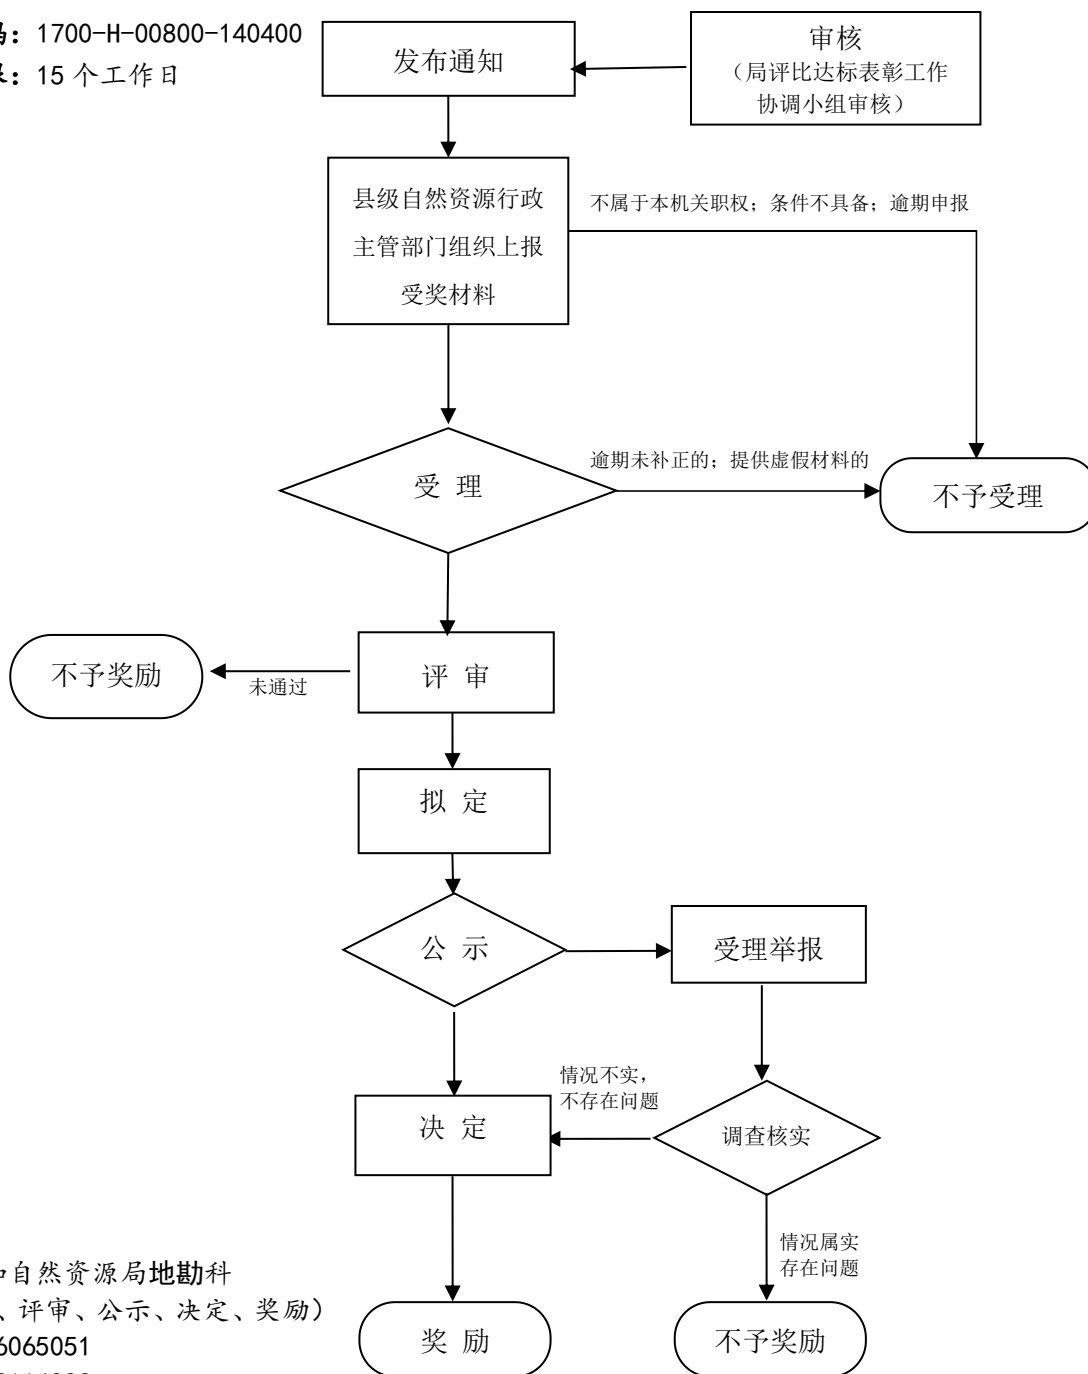 ：1700-H-00800-140400
：15 个工作日
发布通知
审核
（局评比达标表彰工作
协调小组审核）
县级自然资源行政
主管部门组织上报
受奖材料
不属于本机关职权；条件不具备；逾期申报
受 理
逾期未补正的；提供虚假材料的
不予受理
评 审
未通过
不予奖励
拟 定
公 示
受理举报
情况不实，
不存在问题
决 定
调查核实
情况属实
存在问题
自然资源局地勘科
、评审、公示、决定、奖励）
6065051
奖 励
不予奖励